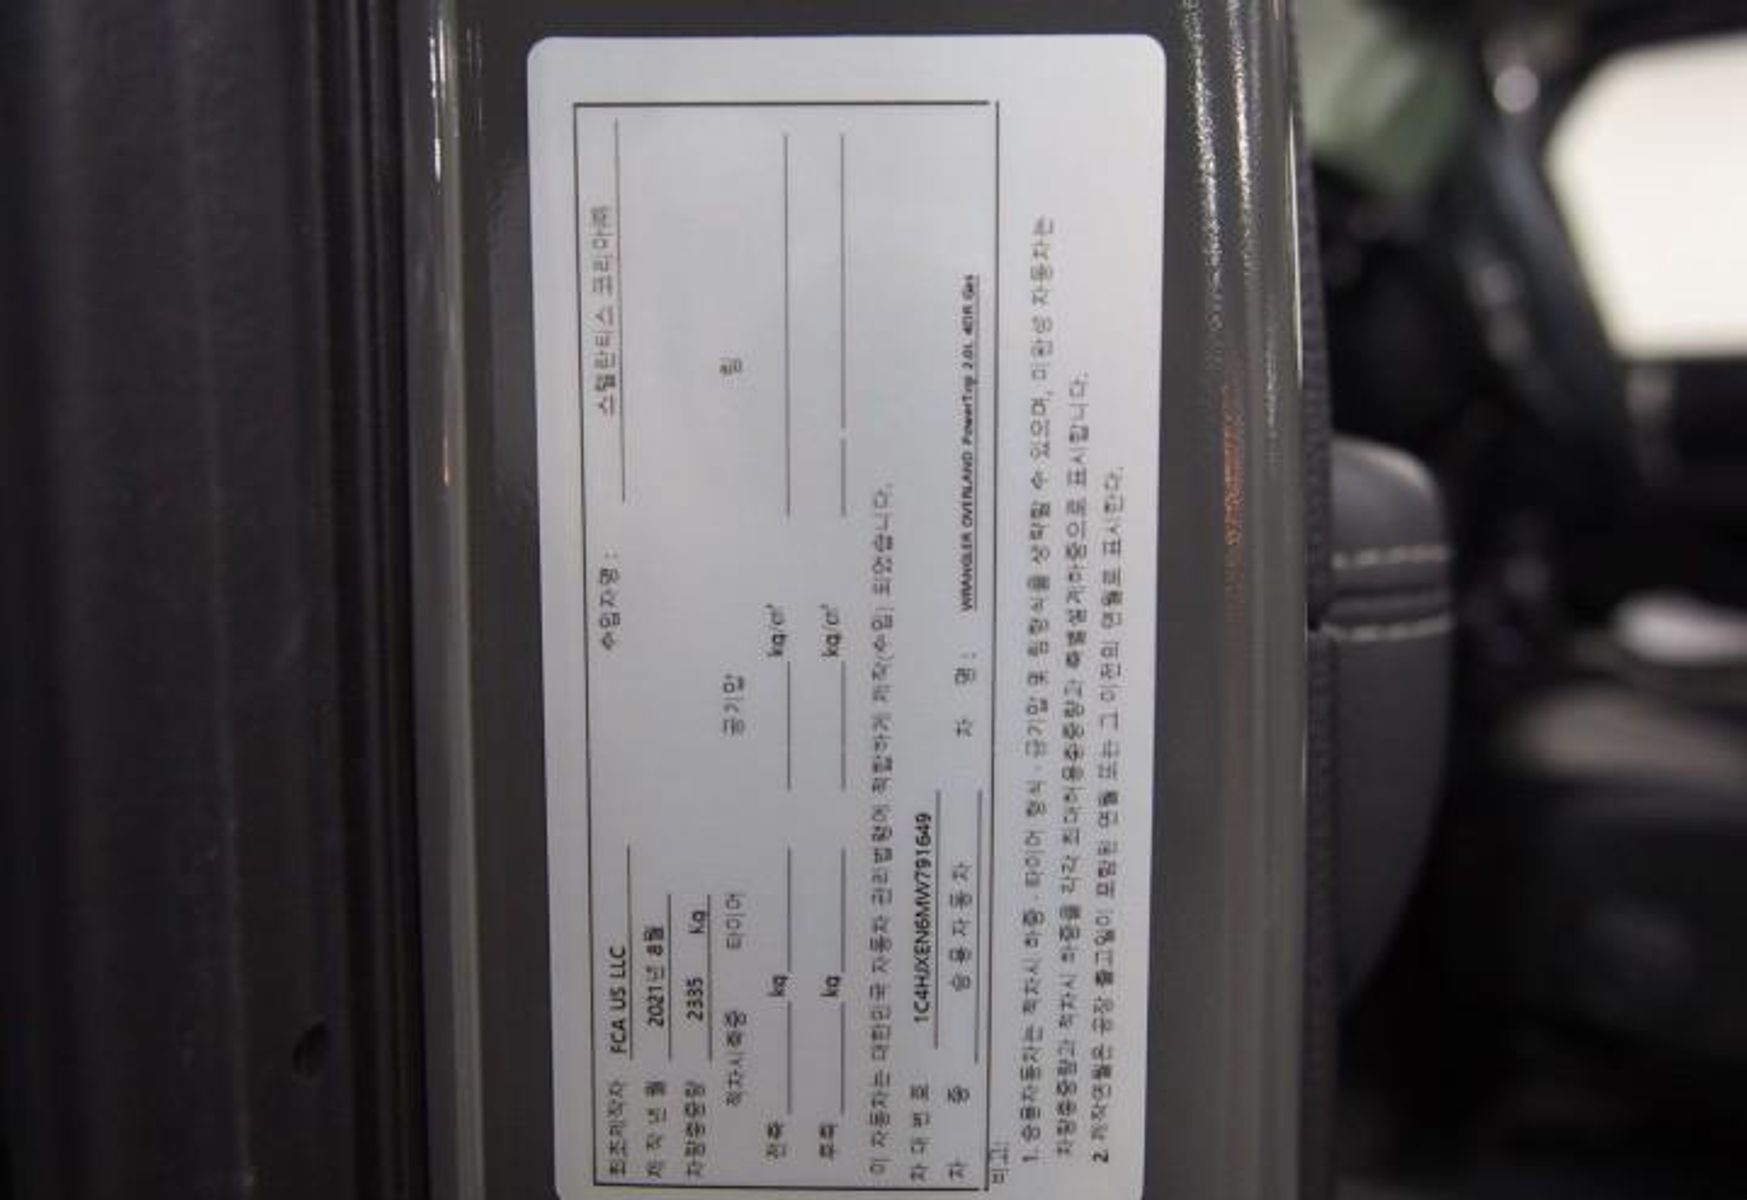 최초제작자 FCA US LLC 수입자명 : 스텔란티스 코리아㈜
제 작 년 월 2021년 8월
차량총중량 2335 Kg
적차시축중 타이어 공기압 림
전축 kg kg/㎠
후축 kg kg/㎠
이 자동차는 대한민국 자동차 관리법령에 적합하게 제작(수입) 되었습니다.
차 대 번 호 1C4HJXEN6MW791649
차 종 승 용 자 동 차 차 명 : WRANGLER OVERLAND PowerTop 2.0L 4DR Gas
비고:
1. 승용자동차는 적차시 하중 · 타이어 형식 · 공기압 및 림형식을 생략할 수 있으며, 미완성 자동차는
차량총중량과 적차시 하중을 각각 최대허용총중량과 축별설계하중으로 표시합니다.
2. 제작연월은 공장 출고일이 포함된 연월 또는 그 이전의 연월로 표시한다.